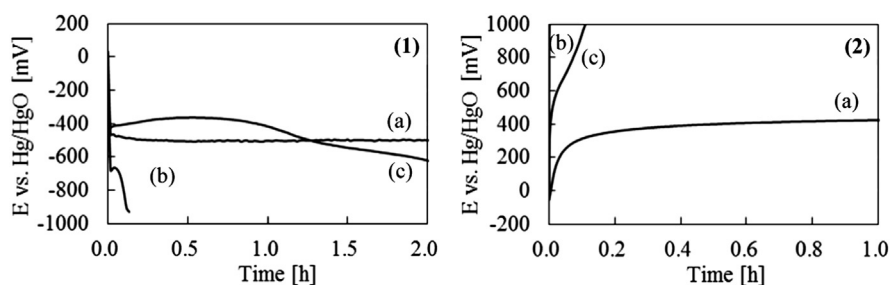 (1)
E vs. Hg/HgO [mV]
200
0
-200
-400
-600
-800
-1000
(a)
(b)
(c)
0.0 0.5 1.0 1.5 2.0
Time [h]
(2)
E vs. Hg/HgO [mV]
1000
800
600
400
200
0
-200
(b)
(c)
(a)
0.0 0.2 0.4 0.6 0.8 1.0
Time [h]